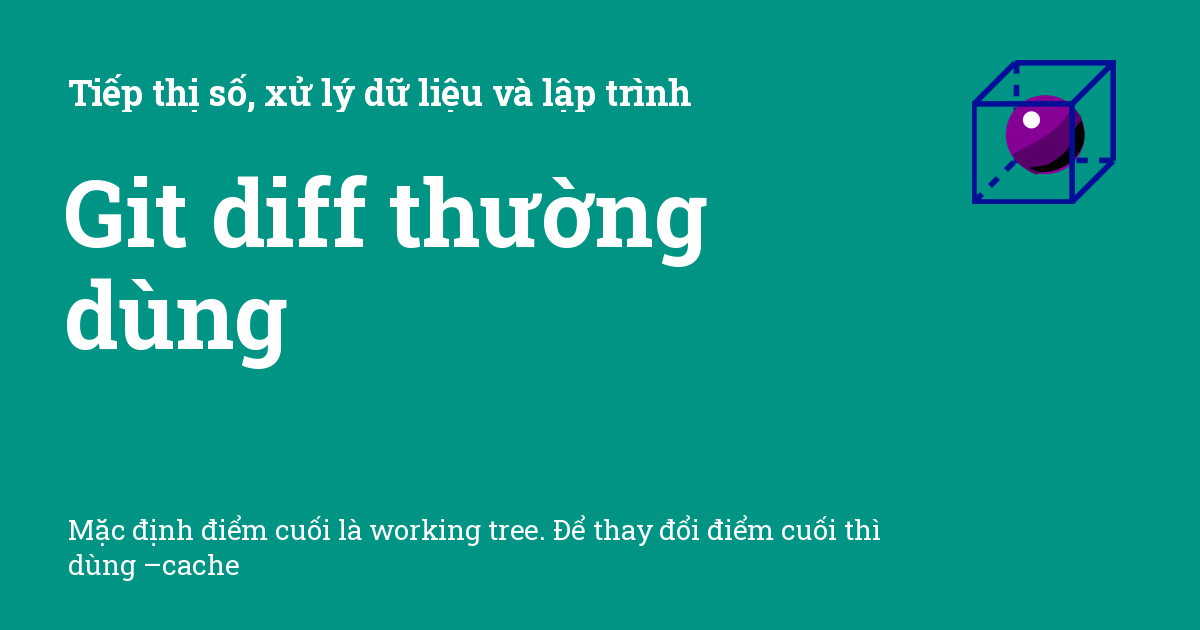 Tiếp thị số, xử lý dữ liệu và lập trình
Git diff thường
dùng
Mặc định điểm cuối là working tree. Để thay đổi điểm cuối thì
dùng –cache